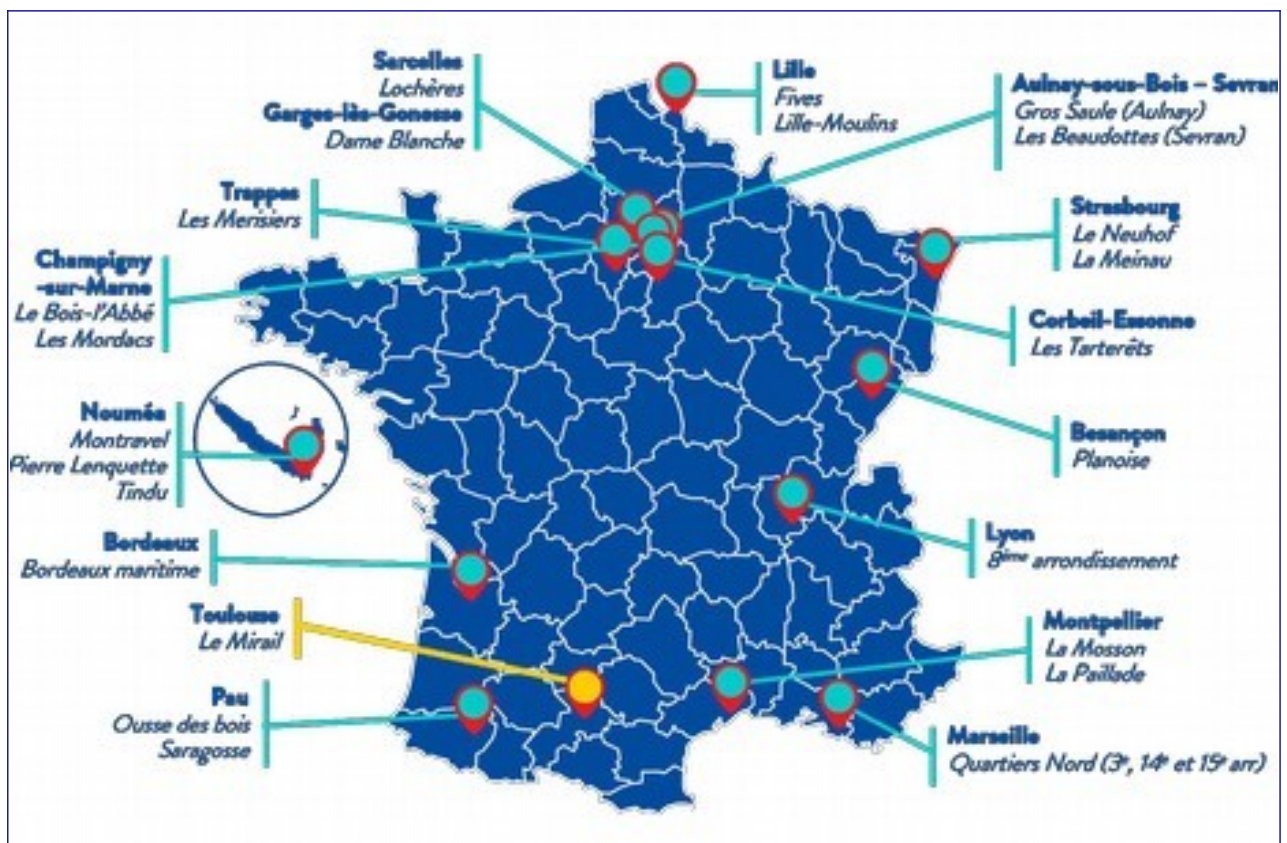 Sarcelles
Lochères
Garges-lès-Gonesse
Dame Blanche
Lille
Fives
Lille-Moulins
Aulnay-sous-Bois – Sevran
Gros Saule (Aulnay)
Les Beaudottes (Sevran)
Trappes
Les Merisiers
Strasbourg
Le Neuhof
La Meinau
Champigny
-sur-Marne
Le Bois-l'Abbé
Les Mordacs
Corbeil-Essonne
Les Tarterêts
Nouméa
Montravel
Pierre Lenquette
Tindu
Besançon
Planoise
Bordeaux
Bordeaux maritime
Lyon
8ème arrondissement
Toulouse
Le Mirail
Montpellier
La Mosson
La Paillade
Pau
Ousse des bois
Saragosse
Marseille
Quartiers Nord (3e, 14e et 15e arr)